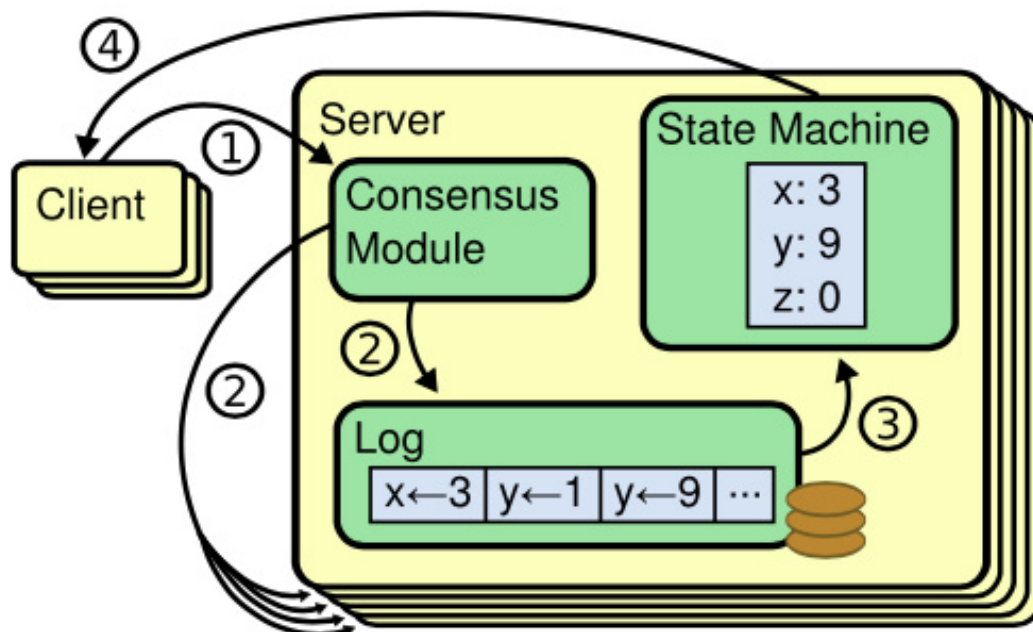 ④
①
Server
State Machine
Client
Consensus
Module
x: 3
y: 9
z: 0
②
②
③
Log
x←3 y←1 y←9 ...